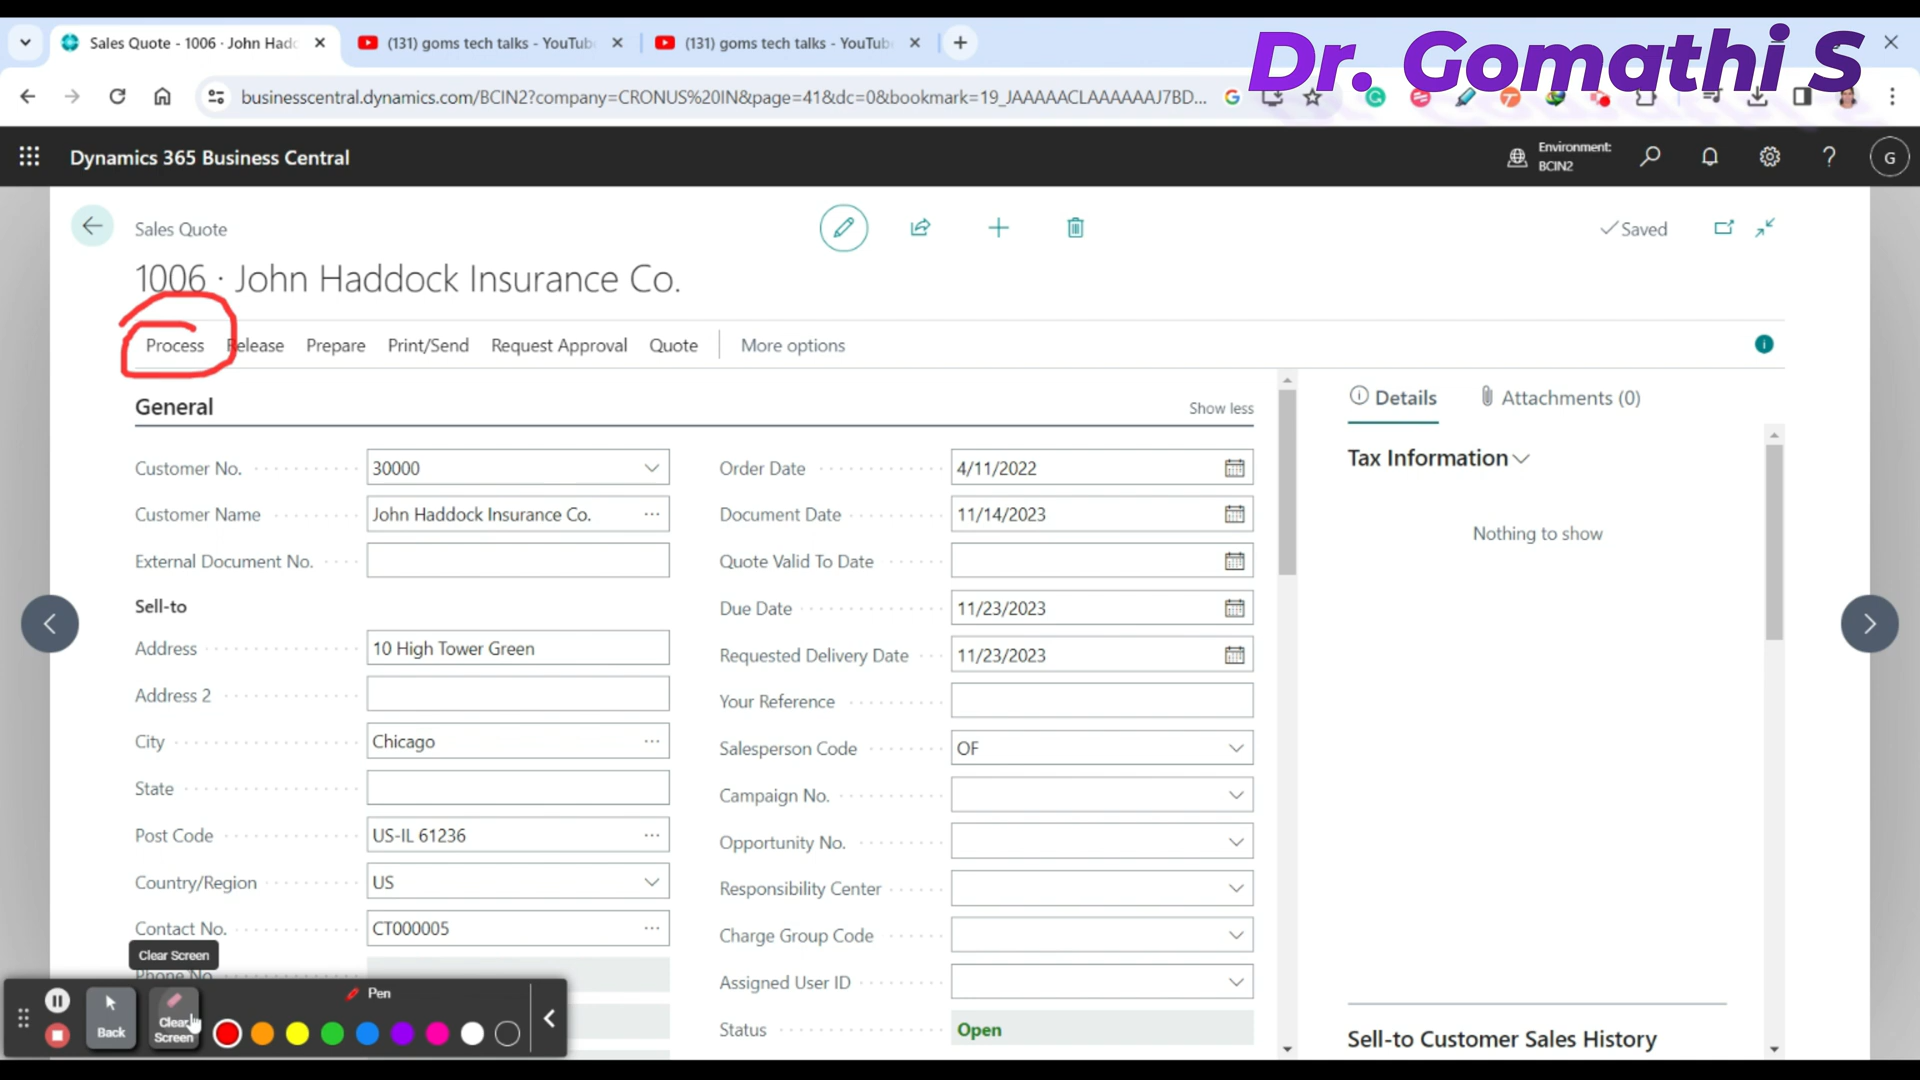 Sales Quote - 1006 · John Hadd
(131) goms tech talks - YouTub
(131) goms tech talks - YouTub
Dr. Gomathi S
businesscentral.dynamics.com/BCIN2?company=CRONUS%20IN&page=41&dc=0&bookmark=19_JAAAAACLAAAAAAJ7BD...
Dynamics 365 Business Central
Environment:
BCIN2
G
Sales Quote
Saved
1006 · John Haddock Insurance Co.
Process Release Prepare Print/Send Request Approval Quote More options
General
Show less
Customer No. 30000
Customer Name John Haddock Insurance Co.
External Document No.
Sell-to
Address 10 High Tower Green
Address 2
City Chicago
State
Post Code US-IL 61236
Country/Region US
Contact No. CT000005
Phone No.
Order Date 4/11/2022
Document Date 11/14/2023
Quote Valid To Date
Due Date 11/23/2023
Requested Delivery Date 11/23/2023
Your Reference
Salesperson Code OF
Campaign No.
Opportunity No.
Responsibility Center
Charge Group Code
Assigned User ID
Status Open
Details Attachments (0)
Tax Information
Nothing to show
Sell-to Customer Sales History
Clear Screen
Back
Clear
Screen
Pen